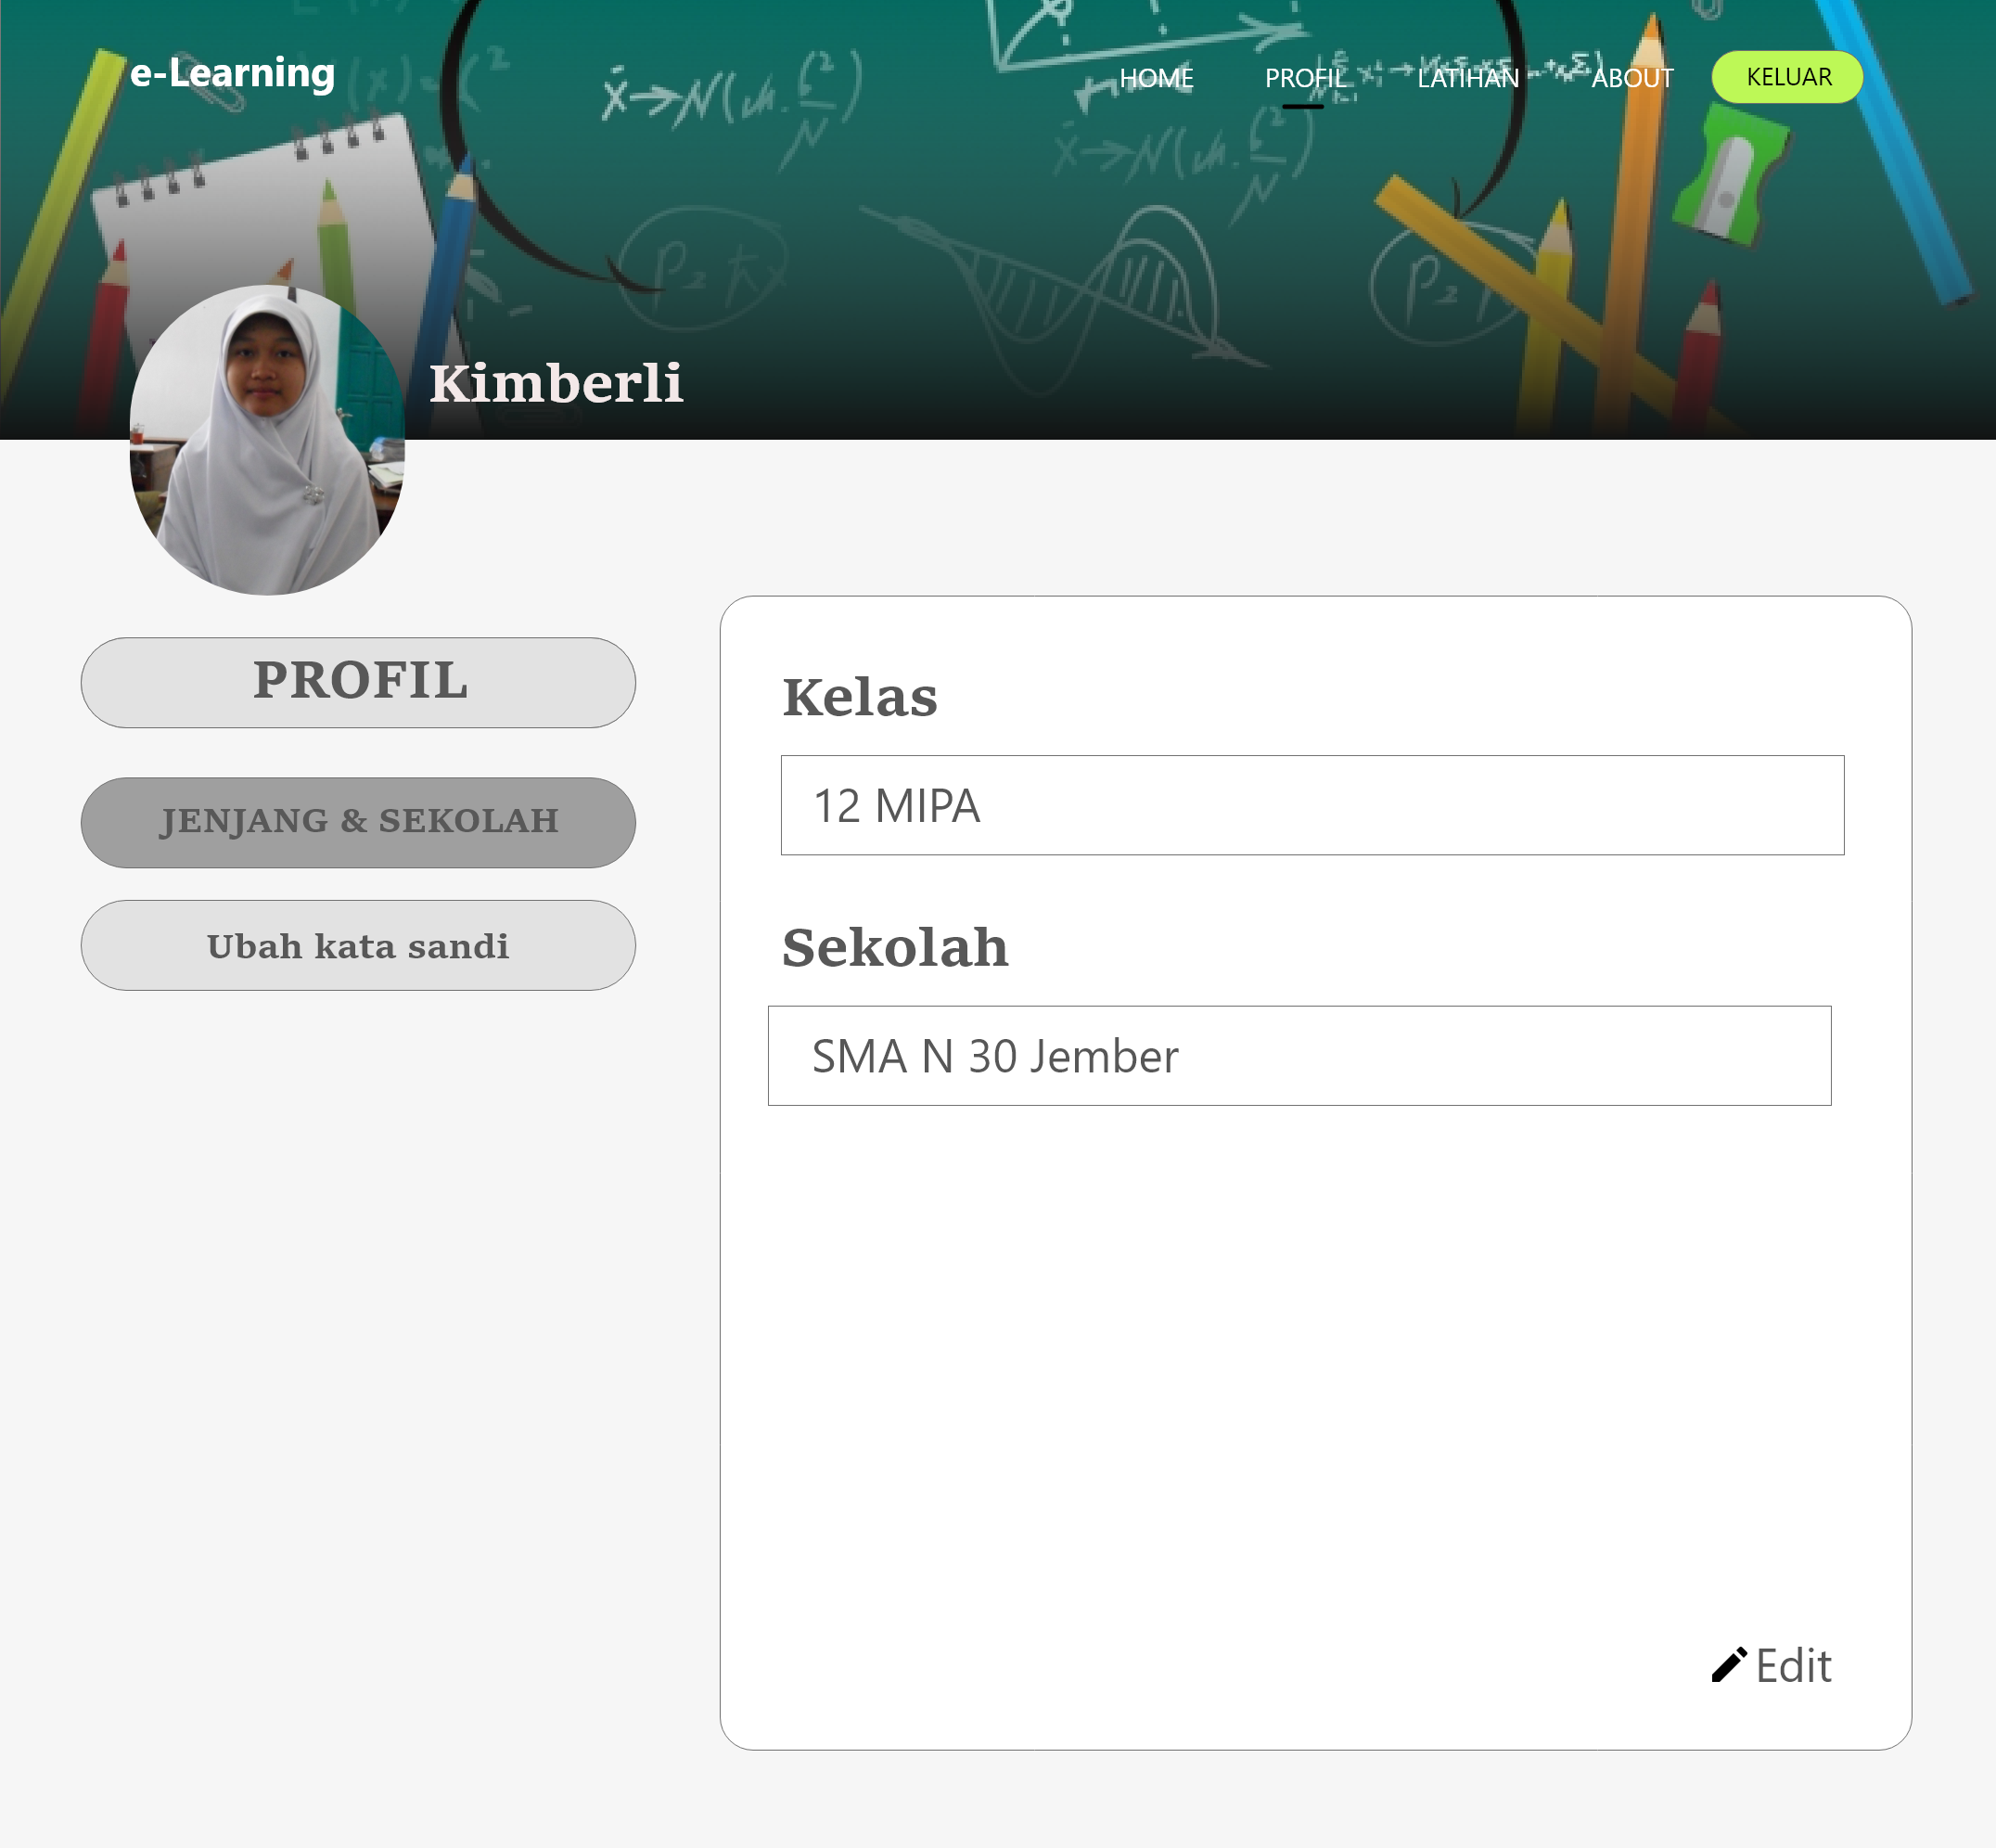 e-Learning
HOME
PROFIL
LATIHAN
ABOUT
KELUAR
Kimberli
PROFIL
JENJANG & SEKOLAH
Ubah kata sandi
Kelas
12 MIPA
Sekolah
SMA N 30 Jember
Edit